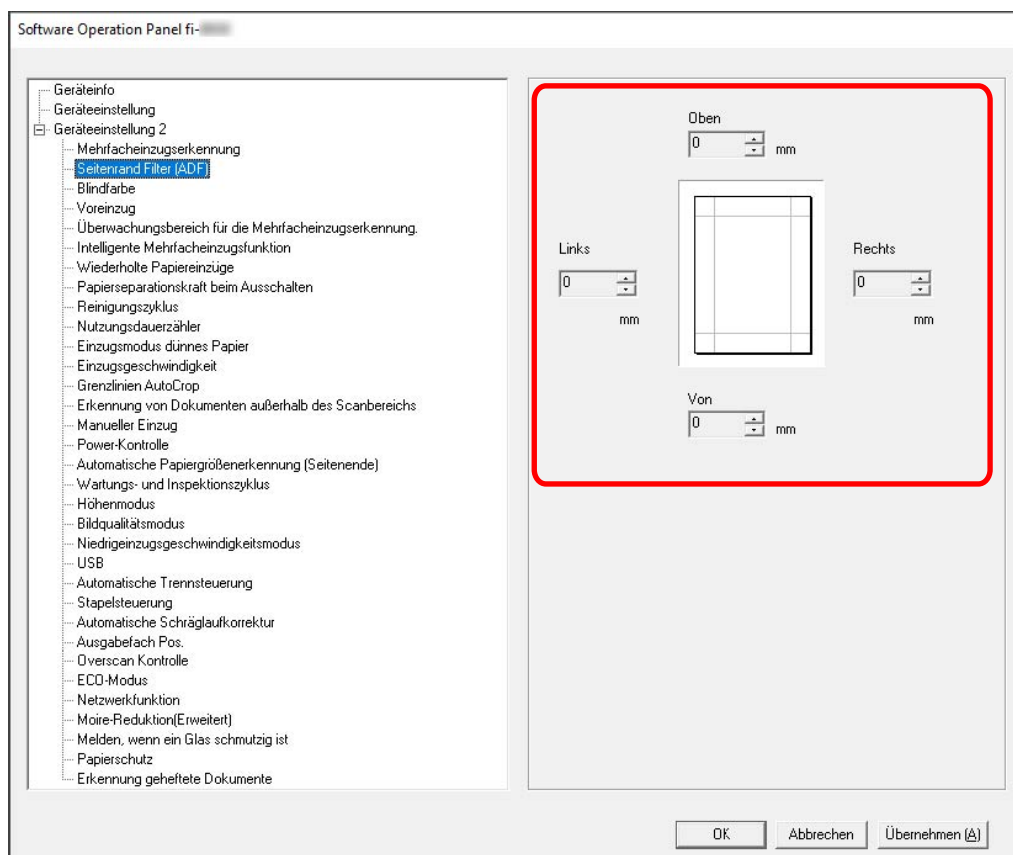 Software Operation Panel fi-
Geräteinfo
Geräteeinstellung
Geräteeinstellung 2
Mehrfacheinzugserkennung
Seitenrand Filter (ADF)
Blindfarbe
Voreinzug
Überwachungsbereich für die Mehrfacheinzugserkennung.
Intelligente Mehrfacheinzugsfunktion
Wiederholte Papiereinzüge
Papierseparationskraft beim Ausschalten
Reinigungszyklus
Nutzungsdauerzähler
Einzugsmodus dünnes Papier
Einzugsgeschwindigkeit
Grenzlinien AutoCrop
Erkennung von Dokumenten außerhalb des Scanbereichs
Manueller Einzug
Power-Kontrolle
Automatische Papiergrößenerkennung (Seitenende)
Wartungs- und Inspektionszyklus
Höhenmodus
Bildqualitätsmodus
Niedrigeinzugsgeschwindigkeitsmodus
USB
Automatische Trennsteuerung
Stapelsteuerung
Automatische Schräglaufkorrektur
Ausgabefach Pos.
Overscan Kontrolle
ECO-Modus
Netzwerkfunktion
Moire-Reduktion(Erweitert)
Melden, wenn ein Glas schmutzig ist
Papierschutz
Erkennung geheftete Dokumente
Oben
0 mm
Links
0
mm
Rechts
0
mm
Von
0 mm
OK
Abbrechen
Übernehmen (A)